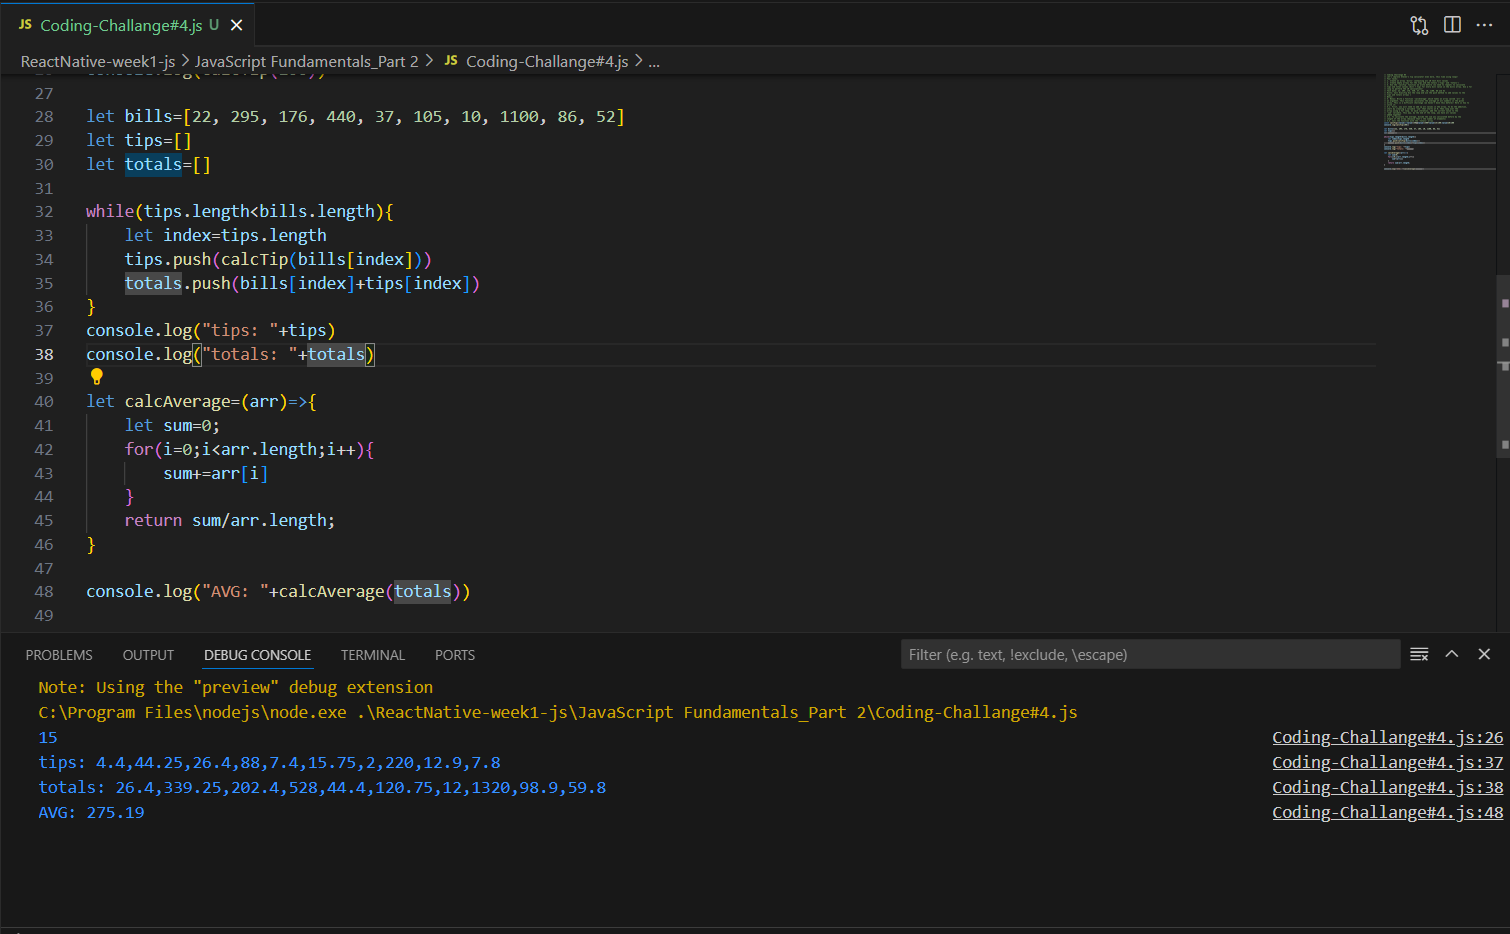 JS Coding-Challange#4.js U
ReactNative-week1-js > JavaScript Fundamentals_Part 2 > JS Coding-Challange#4.js > ...
27
28 let bills=[22, 295, 176, 440, 37, 105, 10, 1100, 86, 52]
29 let tips=[]
30 let totals=[]
31
32 while(tips.length<bills.length){
33 let index=tips.length
34 tips.push(calcTip(bills[index]))
35 totals.push(bills[index]+tips[index])
36 }
37 console.log("tips: "+tips)
38 console.log("totals: "+totals)
39
40 let calcAverage=(arr)=>{
41 let sum=0;
42 for(i=0;i<arr.length;i++){
43 sum+=arr[i]
44 }
45 return sum/arr.length;
46 }
47
48 console.log("AVG: "+calcAverage(totals))
49
PROBLEMS OUTPUT DEBUG CONSOLE TERMINAL PORTS Filter (e.g. text, !exclude, \escape)
Note: Using the "preview" debug extension
C:\Program Files\nodejs\node.exe .\ReactNative-week1-js\JavaScript Fundamentals_Part 2\Coding-Challange#4.js
15 Coding-Challange#4.js:26
tips: 4.4,44.25,26.4,88,7.4,15.75,2,220,12.9,7.8 Coding-Challange#4.js:37
totals: 26.4,339.25,202.4,528,44.4,120.75,12,1320,98.9,59.8 Coding-Challange#4.js:38
AVG: 275.19 Coding-Challange#4.js:48